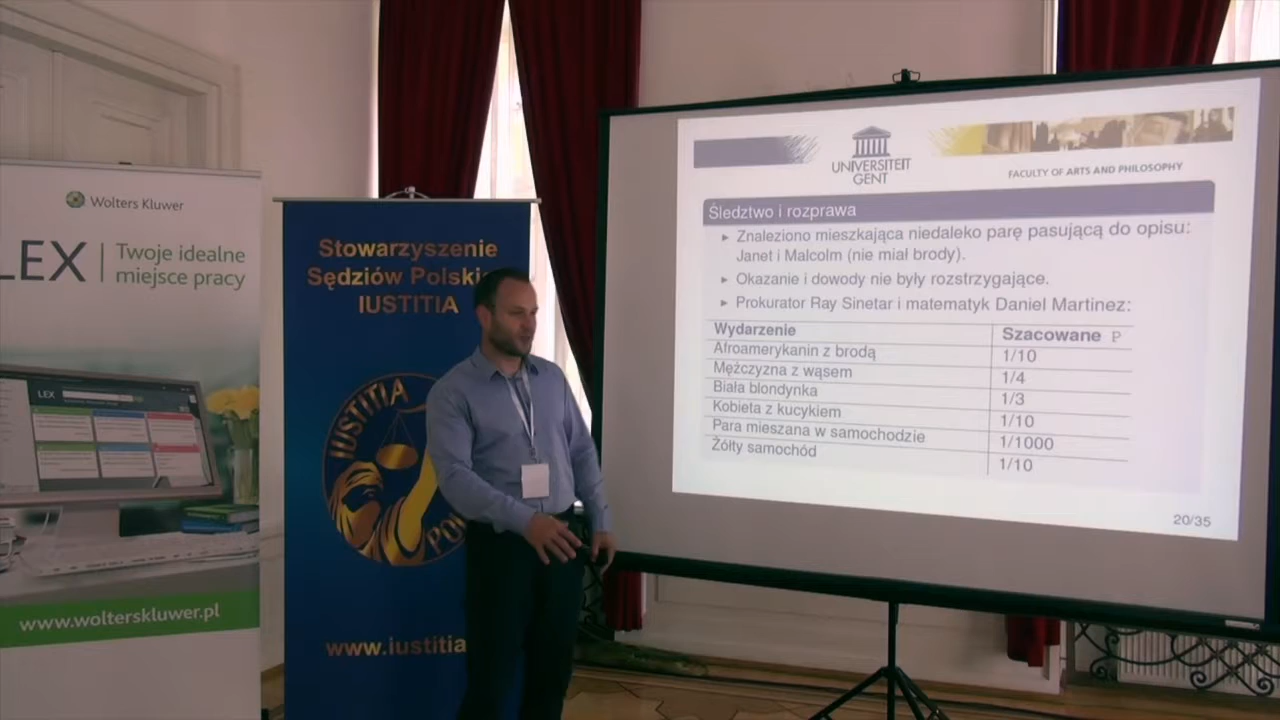 Wolters Kluwer
LEX
Twoje idealne
miejsce pracy
LEX
www.wolterskluwer.pl
Stowarzyszenie
Sędziów
IUSTITIA
IUSTITIA
www.iustitia
UNIVERSITEIT
GENT
FACULTY OF ARTS AND PHILOSOPHY
Śledztwo i rozprawa
► Znaleziono mieszkająca niedaleko parę pasującą do opisu:
Janet i Malcolm (nie miał brody).
► Okazanie i dowody nie były rozstrzygające.
► Prokurator Ray Sinetar i matematyk Daniel Martinez:
Wydarzenie Szacowane P
Afroamerykanin z brodą 1/10
Mężczyzna z wąsem 1/4
Biała blondynka 1/3
Kobieta z kucykiem 1/10
Para mieszana w samochodzie 1/1000
Żółty samochód 1/10
20/35